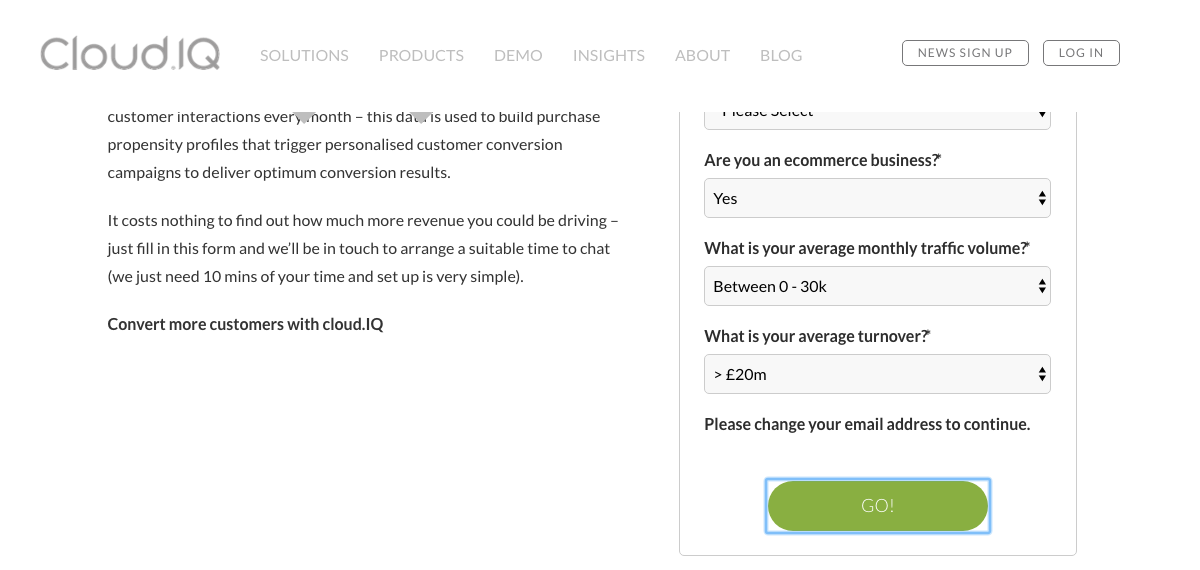 Cloud.IQ
SOLUTIONS PRODUCTS DEMO INSIGHTS ABOUT BLOG
NEWS SIGN UP LOG IN
customer interactions every month – this data is used to build purchase
propensity profiles that trigger personalised customer conversion
campaigns to deliver optimum conversion results.
It costs nothing to find out how much more revenue you could be driving –
just fill in this form and we'll be in touch to arrange a suitable time to chat
(we just need 10 mins of your time and set up is very simple).
Convert more customers with cloud.IQ
Please Select
Are you an ecommerce business?*
Yes
What is your average monthly traffic volume?*
Between 0 - 30k
What is your average turnover?*
> £20m
Please change your email address to continue.
GO!